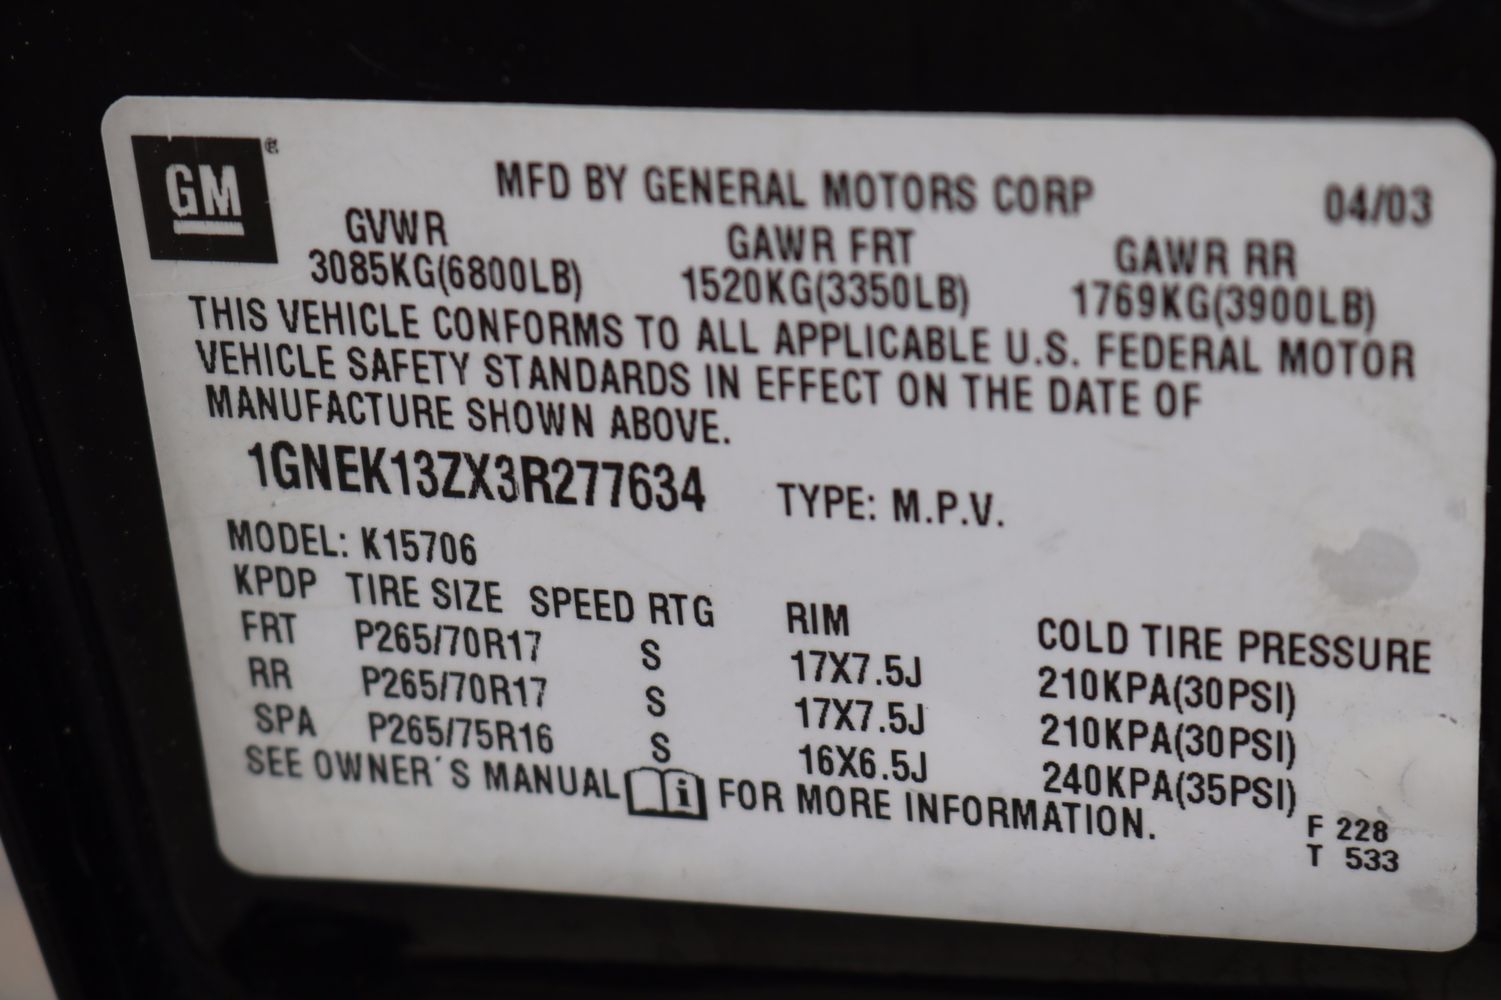 GM ®
MFD BY GENERAL MOTORS CORP 04/03
GVWR GAWR FRT GAWR RR
3085KG(6800LB) 1520KG(3350LB) 1769KG(3900LB)
THIS VEHICLE CONFORMS TO ALL APPLICABLE U.S. FEDERAL MOTOR
VEHICLE SAFETY STANDARDS IN EFFECT ON THE DATE OF
MANUFACTURE SHOWN ABOVE.
1GNEK13ZX3R277634 TYPE: M.P.V.
MODEL: K15706
KPDP TIRE SIZE SPEED RTG RIM COLD TIRE PRESSURE
FRT P265/70R17 S 17X7.5J 210KPA(30PSI)
RR P265/70R17 S 17X7.5J 210KPA(30PSI)
SPA P265/75R16 S 16X6.5J 240KPA(35PSI)
SEE OWNER´S MANUAL i FOR MORE INFORMATION.
F 228
T 533